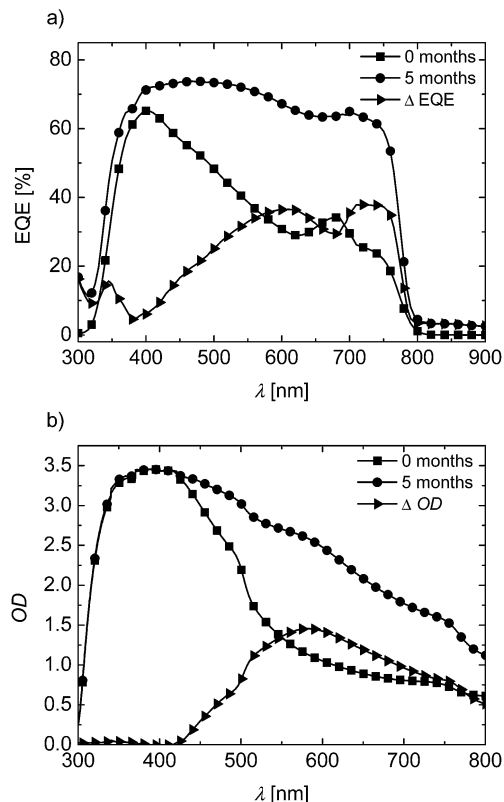 a)
80
60
40
20
0
EQE [%]
0 months
5 months
Δ EQE
300 400 500 600 700 800 900
λ [nm]
b)
3.5
3.0
2.5
2.0
1.5
1.0
0.5
0.0
OD
0 months
5 months
Δ OD
300 400 500 600 700 800
λ [nm]